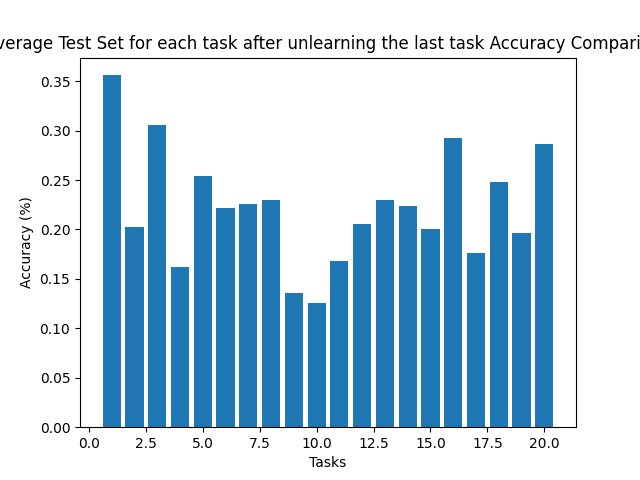 verage Test Set for each task after unlearning the last task Accuracy Compari
0.35
0.30
0.25
0.20
0.15
0.10
0.05
0.00
Accuracy (%)
0.0 2.5 5.0 7.5 10.0 12.5 15.0 17.5 20.0
Tasks